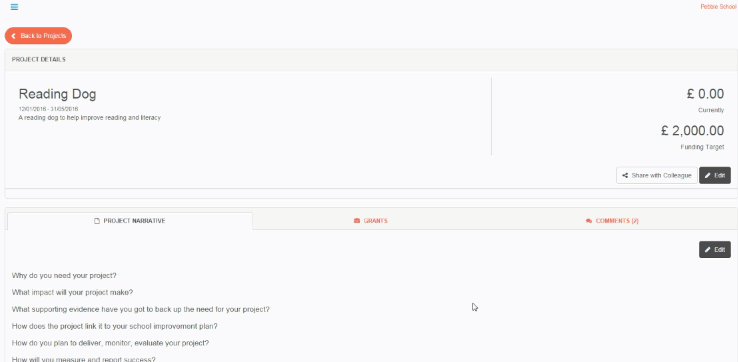 Pebble School
Back to Projects
PROJECT DETAILS
Reading Dog
£ 0.00
12/01/2016 - 31/05/2016
Currently
A reading dog to help improve reading and literacy
£ 2,000.00
Funding Target
Share with Colleague
Edit
PROJECT NARRATIVE
GRANTS
COMMENTS (2)
Edit
Why do you need your project?
What impact will your project make?
What supporting evidence have you got to back up the need for your project?
How does the project link it to your school improvement plan?
How do you plan to deliver, monitor, evaluate your project?
How will you measure and report success?